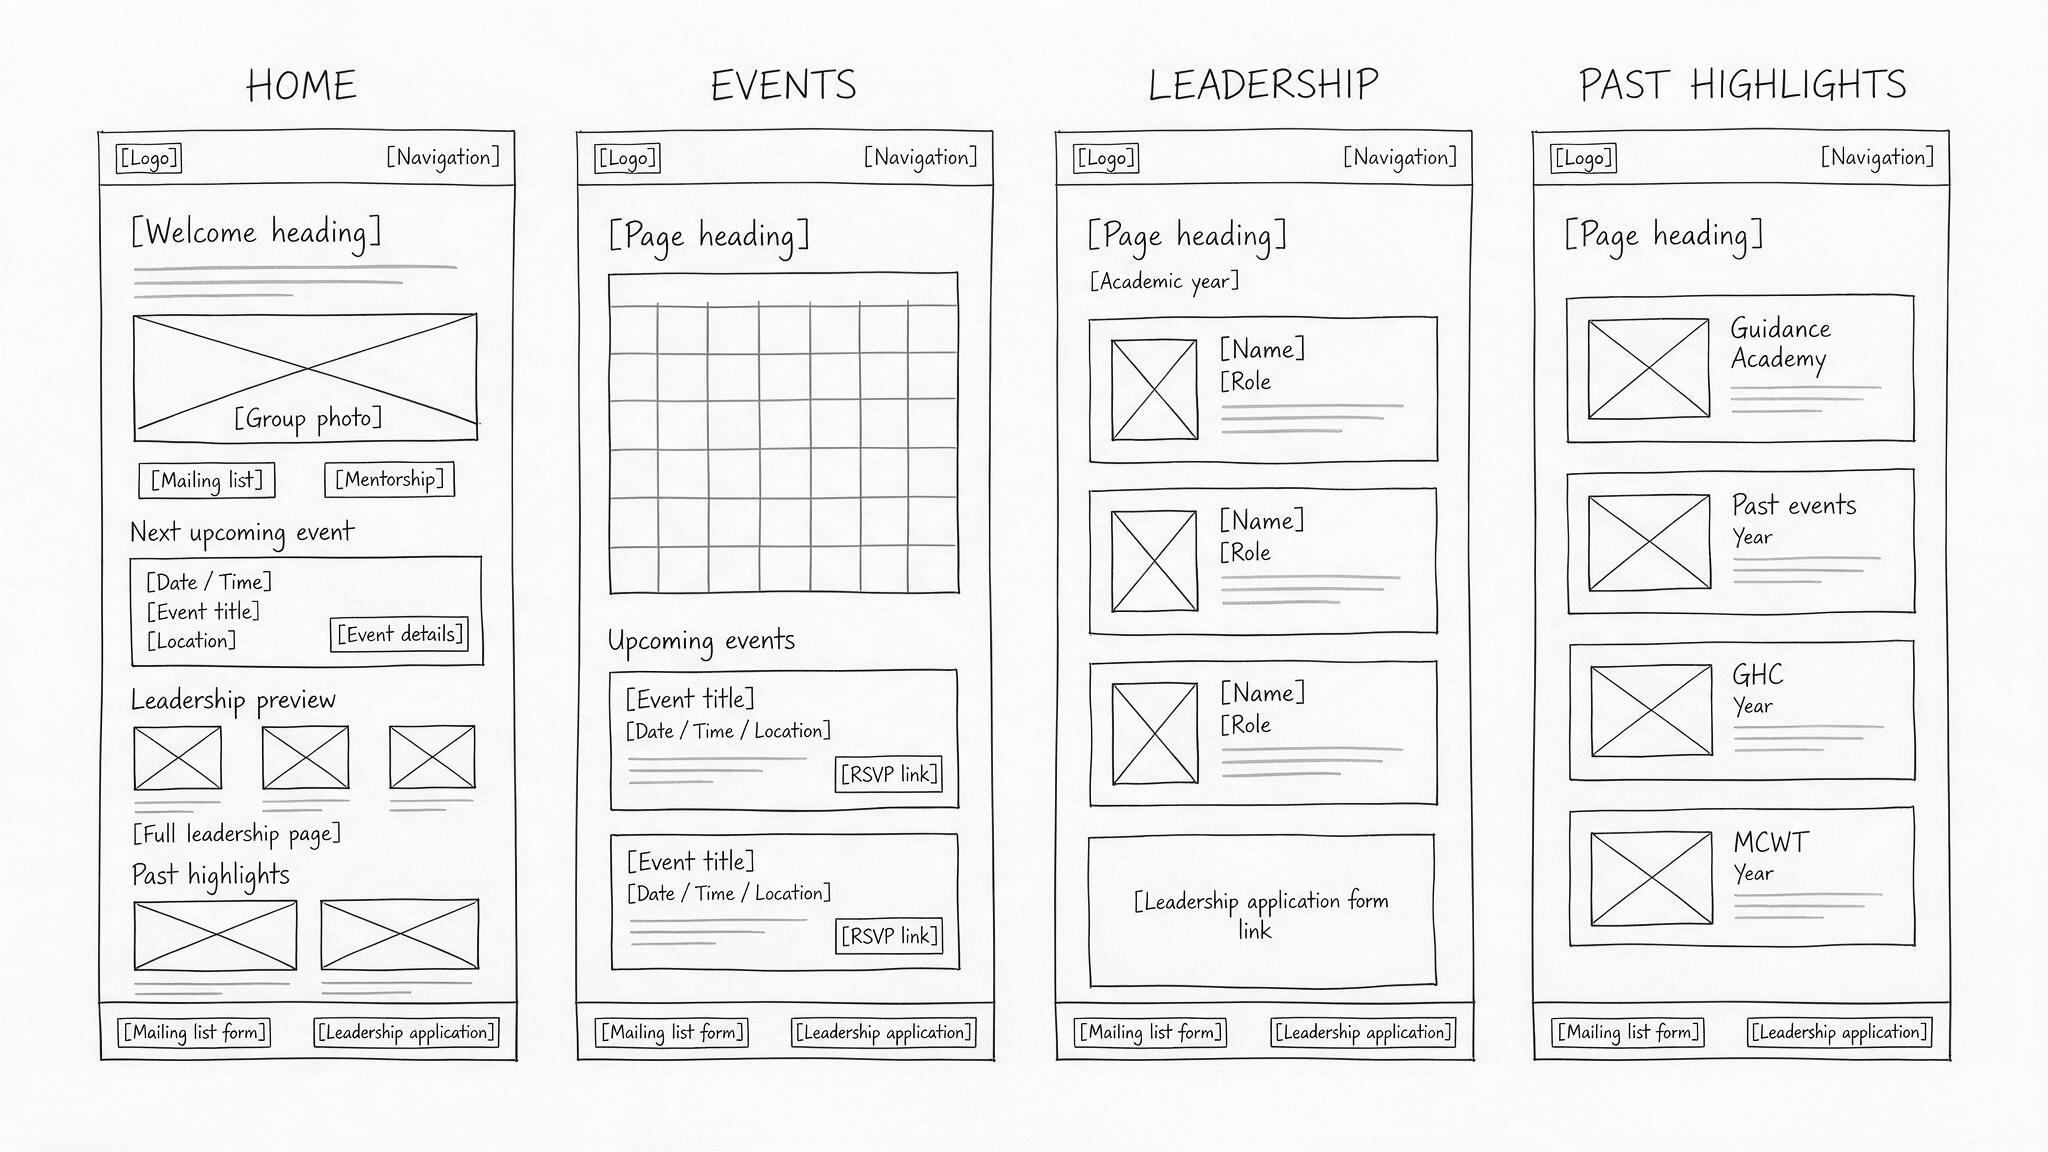 HOME
[Logo]
[Navigation]
[Welcome heading]
[Group photo]
[Mailing list]
[Mentorship]
Next upcoming event
[Date / Time]
[Event title]
[Location]
[Event details]
Leadership preview
[Full leadership page]
Past highlights
[Mailing list form]
[Leadership application]
EVENTS
[Logo]
[Navigation]
[Page heading]
Upcoming events
[Event title]
[Date / Time / Location]
[RSVP link]
[Event title]
[Date / Time / Location]
[RSVP link]
[Mailing list form]
[Leadership application]
LEADERSHIP
[Logo]
[Navigation]
[Page heading]
[Academic year]
[Name]
[Role
[Name]
[Role
[Name]
[Role
[Leadership application form
link
[Mailing list form]
[Leadership application]
PAST HIGHLIGHTS
[Logo]
[Navigation]
[Page heading]
Guidance
Academy
Past events
Year
GHC
Year
MCWT
Year
[Mailing list form]
[Leadership application]